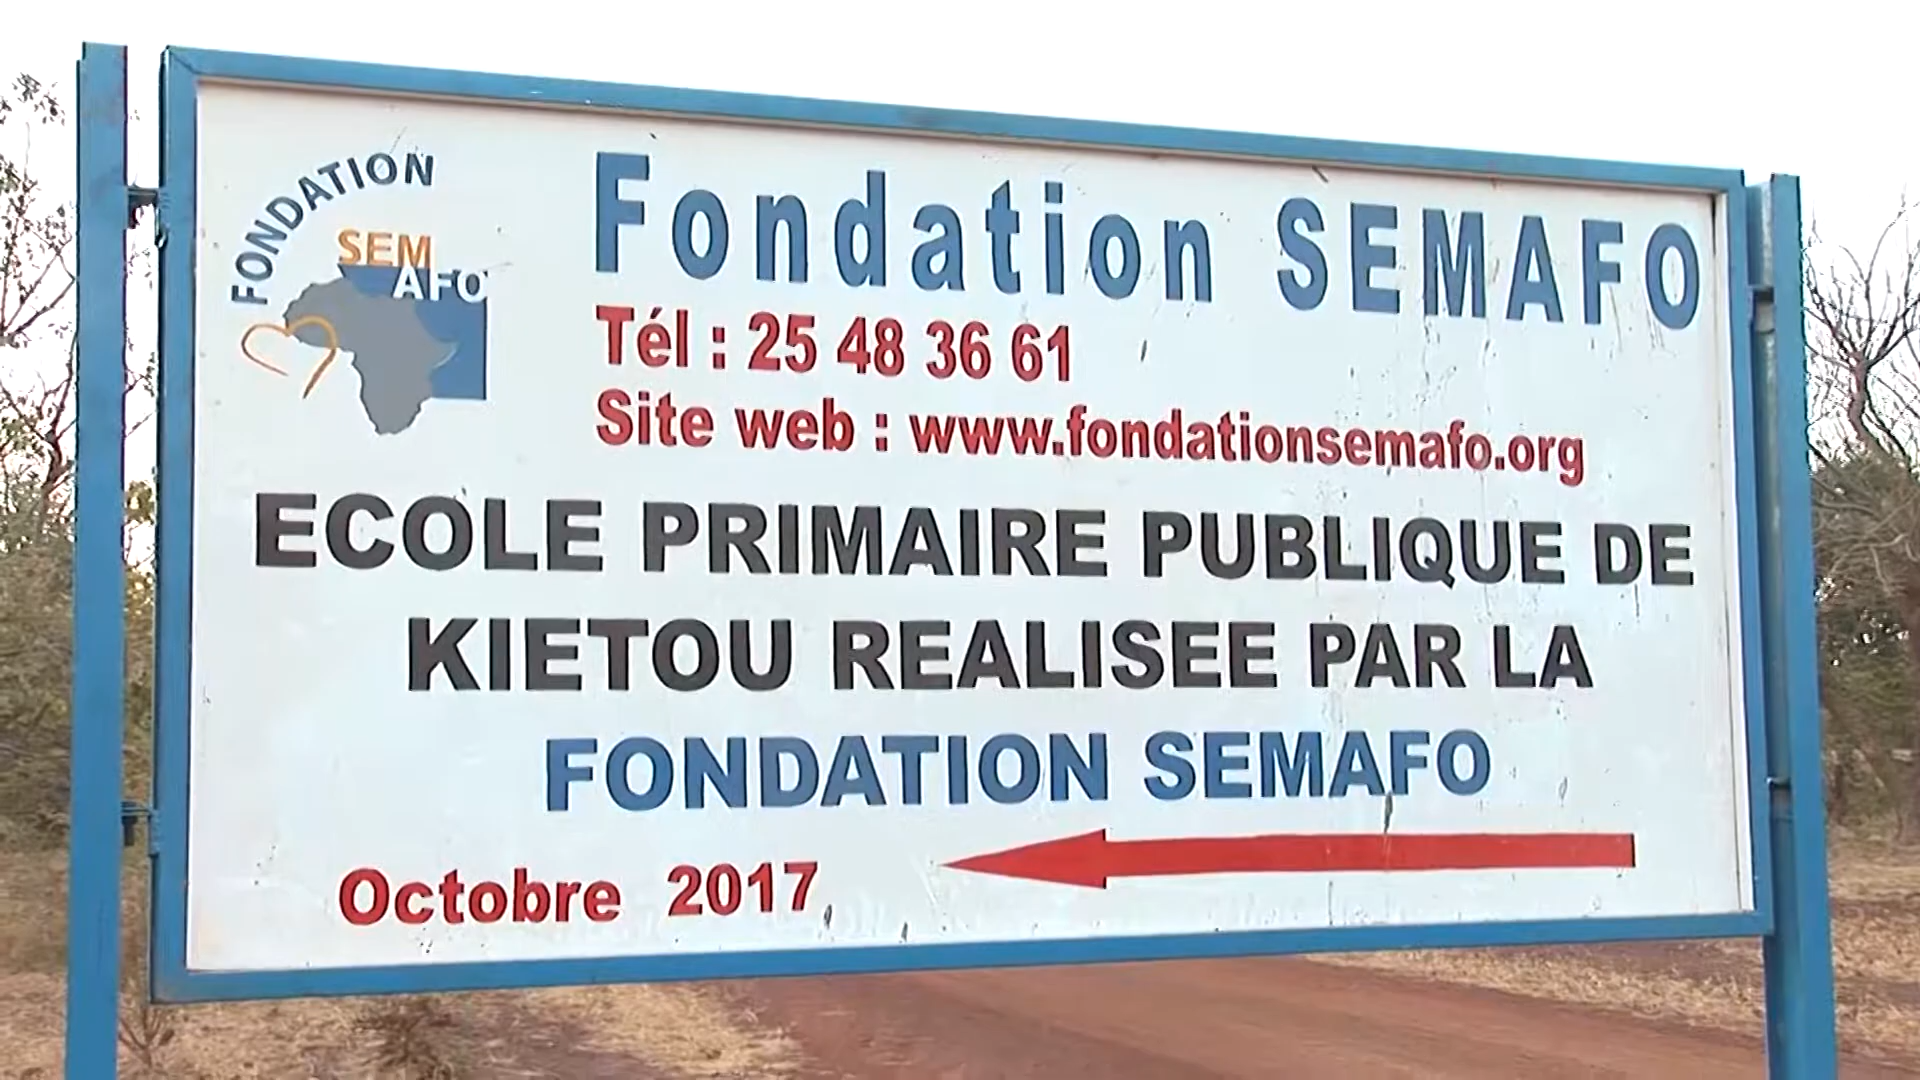 FONDATION
SEM
AFO
Fondation SEMAFO
Tél : 25 48 36 61
Site web : www.fondationsemafo.org
ECOLE PRIMAIRE PUBLIQUE DE
KIETOU REALISEE PAR LA
FONDATION SEMAFO
Octobre 2017